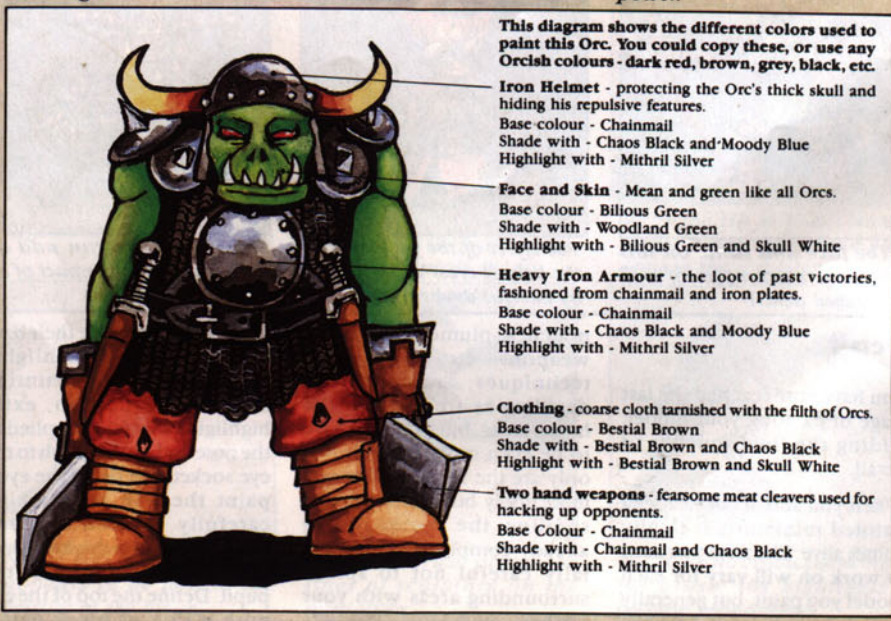 This diagram shows the different colors used to
paint this Orc. You could copy these, or use any
Orcish colours - dark red, brown, grey, black, etc.
Iron Helmet - protecting the Orc's thick skull and
hiding his repulsive features.
Base colour - Chainmail
Shade with - Chaos Black and Moody Blue
Highlight with - Mithril Silver
Face and Skin - Mean and green like all Orcs.
Base colour - Bilious Green
Shade with - Woodland Green
Highlight with - Bilious Green and Skull White
Heavy Iron Armour - the loot of past victories,
fashioned from chainmail and iron plates.
Base colour - Chainmail
Shade with - Chaos Black and Moody Blue
Highlight with - Mithril Silver
Clothing - coarse cloth tarnished with the filth of Orcs.
Base colour - Bestial Brown
Shade with - Bestial Brown and Chaos Black
Highlight with - Bestial Brown and Skull White
Two hand weapons - fearsome meat cleavers used for
hacking up opponents.
Base Colour - Chainmail
Shade with - Chainmail and Chaos Black
Highlight with - Mithril Silver